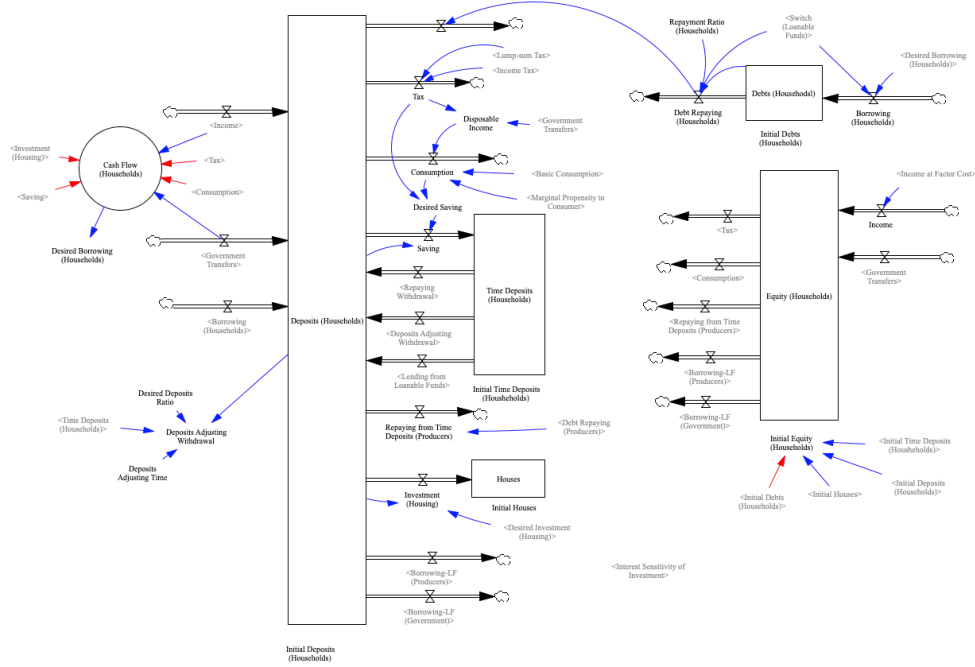 Repayment Ratio
(Households)
<Switch
(Loanable
Funds)>
<Desired Borrowing
(Households)>
<Lump-sum Tax>
<Income Tax>
Tax
Debt Repaying
(Households)
Debts (Househodsl)
Borrowing
(Households)
Initial Debts
(Households)
<Income>
<Investment
(Housing)>
Cash Flow
(Households)
<Tax>
<Saving>
<Consumption>
Desired Borrowing
(Households)
<Government
Transfers>
Disposable
Income
<Government
Transfers>
Consumption
<Basic Consumption>
<Marginal Propensity to
Consumer>
Desired Saving
Saving
<Income at Factor Cost>
<Tax>
Income
<Consumption>
<Government
Transfers>
<Repaying
Withdrawal>
Time Deposits
(Households)
Equity (Households)
<Borrowing
(Households)>
Deposits (Households)
<Deposits Adjusting
Withdrawal>
<Repaying from Time
Deposits (Producers)>
<Lending from
Loanable Funds>
<Borrowing-LF
(Producers)>
Initial Time Deposits
(Househeholds)
<Borrowing-LF
(Government)>
Desired Deposits
Ratio
<Time Deposits
(Households)>
Deposits Adjusting
Withdrawal
Deposits
Adjusting Time
Repaying from Time
Deposits (Producers)
<Debt Repaying
(Producers)>
Initial Equity
(Households)
<Initial Time Deposits
(Househeholds)>
<Initial Deposits
(Households)>
<Initial Debts
(Households)>
<Initial Houses>
Houses
Investment
(Housing)
Initial Houses
<Desired Investment
(Housing)>
<Borrowing-LF
(Producers)>
<Interest Sensitivity of
Investment>
<Borrowing-LF
(Government)>
Initial Deposits
(Households)